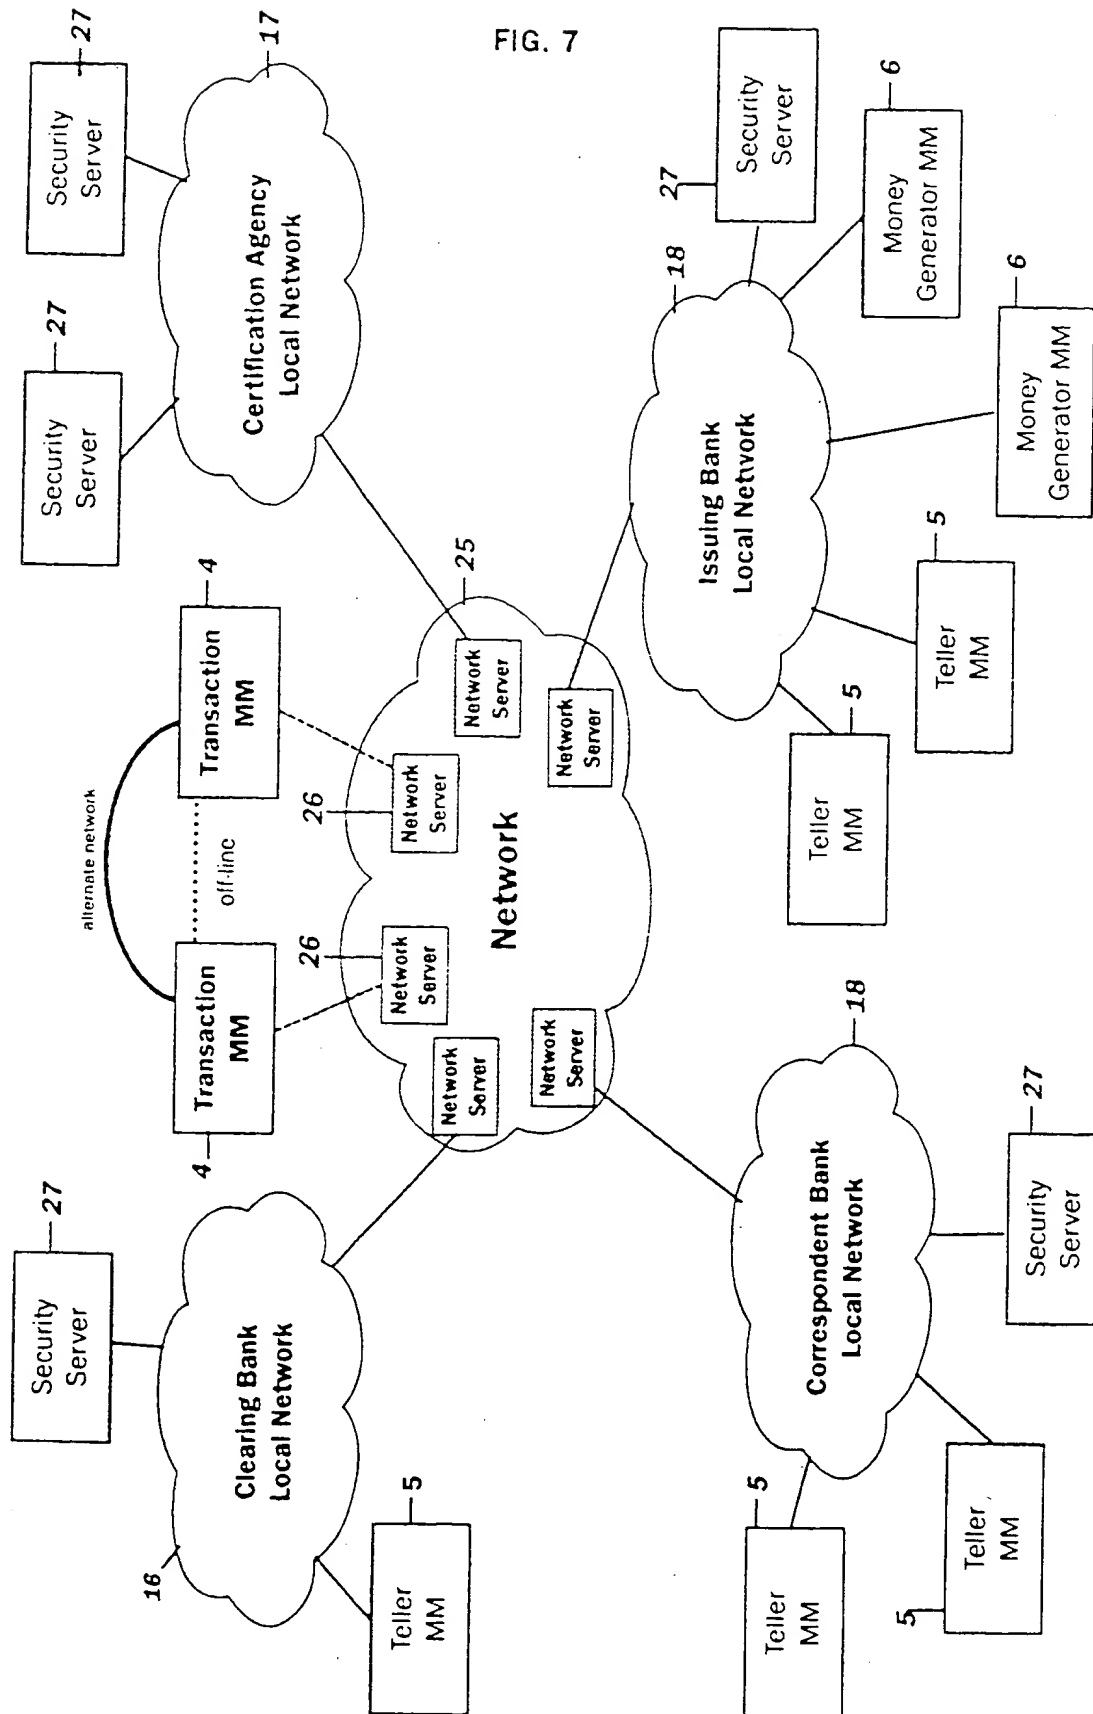 FIG. 7
Security
Server
27
Teller
MM
5
16
Clearing Bank
Local Network
4
Transaction
MM
alternate network
off-line
Transaction
MM
4
Security
Server
27
Security
Server
27
17
Certification Agency
Local Network
Network
Server
26
Network
Server
26
Network
Server
Network
Server
25
Network
Server
Network
Server
Network
Correspondent Bank
Local Network
18
Teller
MM
5
Teller
MM
5
Security
Server
27
Issuing Bank
Local Network
18
Teller
MM
5
Teller
MM
5
Money
Generator MM
6
Money
Generator MM
6
Security
Server
27